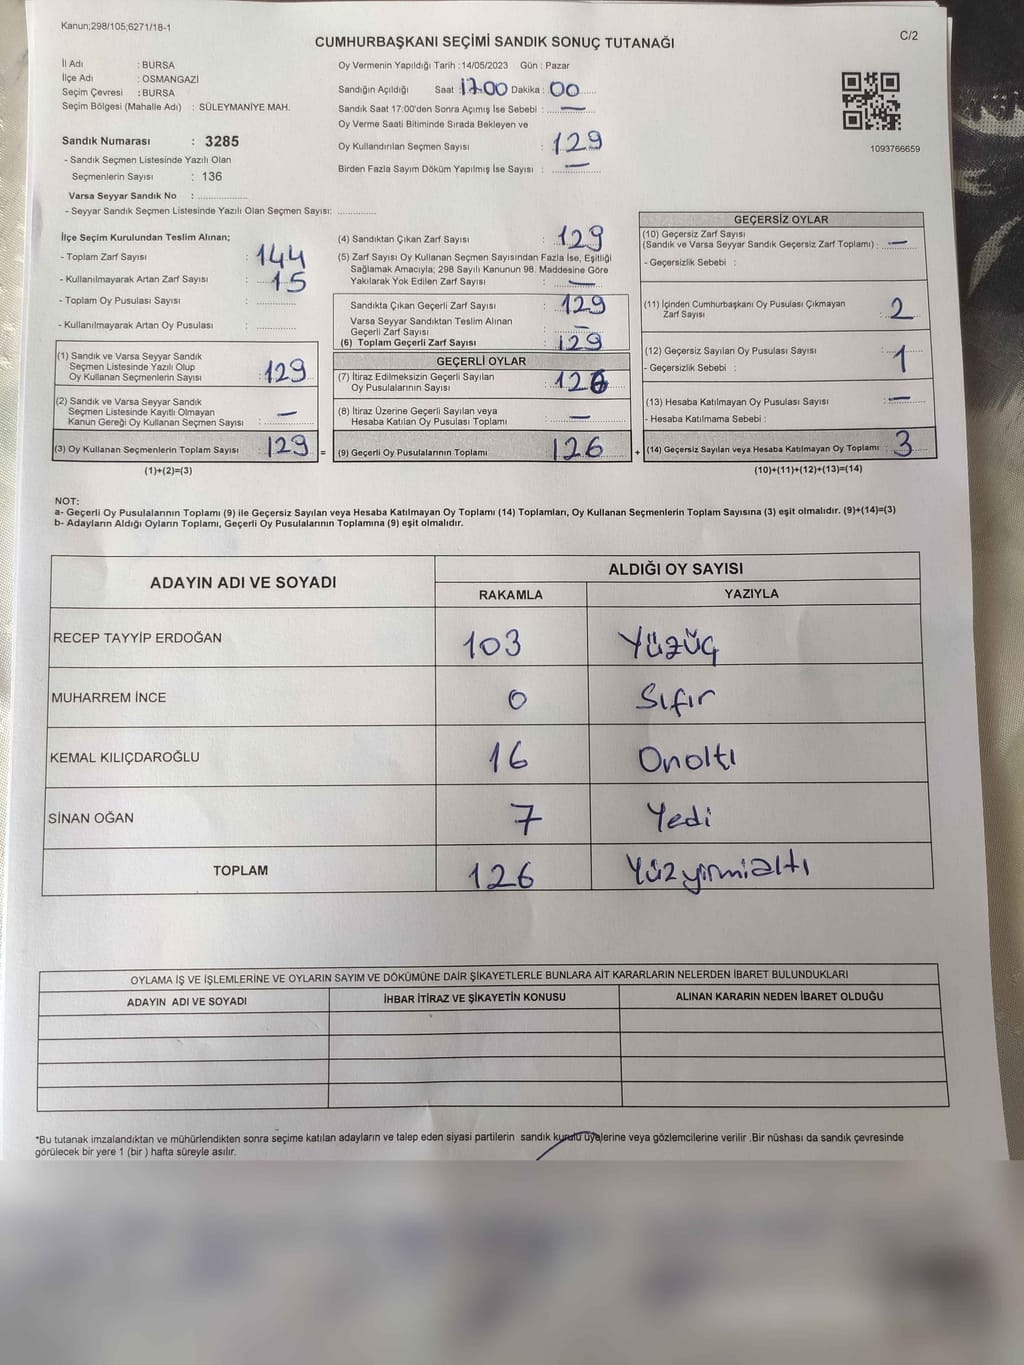 Kanun;298/105;6271/18-1
C/2
CUMHURBAŞKANI SEÇİMİ SANDIK SONUÇ TUTANAĞI
İl Adı : BURSA
İlçe Adı : OSMANGAZİ
Seçim Çevresi : BURSA
Seçim Bölgesi (Mahalle Adı) : SÜLEYMANİYE MAH.
Sandık Numarası : 3285
- Sandık Seçmen Listesinde Yazılı Olan
Seçmenlerin Sayısı : 136
Varsa Seyyar Sandık No : ................
- Seyyar Sandık Seçmen Listesinde Yazılı Olan Seçmen Sayısı: .............
Oy Vermenin Yapıldığı Tarih : 14/05/2023 Gün : Pazar
Sandığın Açıldığı Saat : 17.00 Dakika : 00
Sandık Saat 17:00'den Sonra Açımış İse Sebebi : —
Oy Verme Saati Bitiminde Sırada Bekleyen ve
Oy Kullandırılan Seçmen Sayısı : 129
Birden Fazla Sayım Döküm Yapılmış İse Sayısı : —
1093766659
İlçe Seçim Kurulundan Teslim Alınan;
- Toplam Zarf Sayısı : 144
- Kullanılmayarak Artan Zarf Sayısı : 15
- Toplam Oy Pusulası Sayısı : .............
- Kullanılmayarak Artan Oy Pusulası : .............
(1) Sandık ve Varsa Seyyar Sandık
Seçmen Listesinde Yazılı Olup
Oy Kullanan Seçmenlerin Sayısı : 129
(2) Sandık ve Varsa Seyyar Sandık
Seçmen Listesinde Kayıtlı Olmayan
Kanun Gereği Oy Kullanan Seçmen Sayısı : —
(3) Oy Kullanan Seçmenlerin Toplam Sayısı : 129 =
(1)+(2)=(3)
(4) Sandıktan Çıkan Zarf Sayısı : 129
(5) Zarf Sayısı Oy Kullanan Seçmen Sayısından Fazla İse, Eşitliği
Sağlamak Amacıyla; 298 Sayılı Kanunun 98. Maddesine Göre
Yakılarak Yok Edilen Zarf Sayısı : —
Sandıkta Çıkan Geçerli Zarf Sayısı : 129
Varsa Seyyar Sandıktan Teslim Alınan
Geçerli Zarf Sayısı : —
(6) Toplam Geçerli Zarf Sayısı : 129
GEÇERLİ OYLAR
(7) İtiraz Edilmeksizin Geçerli Sayılan
Oy Pusulalarının Sayısı : 126
(8) İtiraz Üzerine Geçerli Sayılan veya
Hesaba Katılan Oy Pusulası Toplamı : —
(9) Geçerli Oy Pusulalarının Toplamı : 126 +
GEÇERSİZ OYLAR
(10) Geçersiz Zarf Sayısı
(Sandık ve Varsa Seyyar Sandık Geçersiz Zarf Toplamı) : —
- Geçersizlik Sebebi :
(11) İçinden Cumhurbaşkanı Oy Pusulası Çıkmayan
Zarf Sayısı : 2
(12) Geçersiz Sayılan Oy Pusulası Sayısı : 1
- Geçersizlik Sebebi :
(13) Hesaba Katılmayan Oy Pusulası Sayısı : —
- Hesaba Katılmama Sebebi :
(14) Geçersiz Sayılan veya Hesaba Katılmayan Oy Toplamı : 3
(10)+(11)+(12)+(13)=(14)
NOT:
a- Geçerli Oy Pusulalarının Toplamı (9) ile Geçersiz Sayılan veya Hesaba Katılmayan Oy Toplamı (14) Toplamları, Oy Kullanan Seçmenlerin Toplam Sayısına (3) eşit olmalıdır. (9)+(14)=(3)
b- Adayların Aldığı Oyların Toplamı, Geçerli Oy Pusulalarının Toplamına (9) eşit olmalıdır.
ADAYIN ADI VE SOYADI ALDIĞI OY SAYISI
RAKAMLA YAZIYLA
RECEP TAYYİP ERDOĞAN 103 Yüzüç
MUHARREM İNCE 0 Sıfır
KEMAL KILIÇDAROĞLU 16 Onaltı
SİNAN OĞAN 7 Yedi
TOPLAM 126 Yüzyirmialtı
OYLAMA İŞ VE İŞLEMLERİNE VE OYLARIN SAYIM VE DÖKÜMÜNE DAİR ŞİKAYETLERLE BUNLARA AİT KARARLARIN NELERDEN İBARET BULUNDUKLARI
ADAYIN ADI VE SOYADI İHBAR İTİRAZ VE ŞİKAYETİN KONUSU ALINAN KARARIN NEDEN İBARET OLDUĞU
*Bu tutanak imzalandıktan ve mühürlendikten sonra seçime katılan adayların ve talep eden siyasi partilerin sandık kurulu üyelerine veya gözlemcilerine verilir .Bir nüshası da sandık çevresinde
görülecek bir yere 1 (bir ) hafta süreyle asılır.